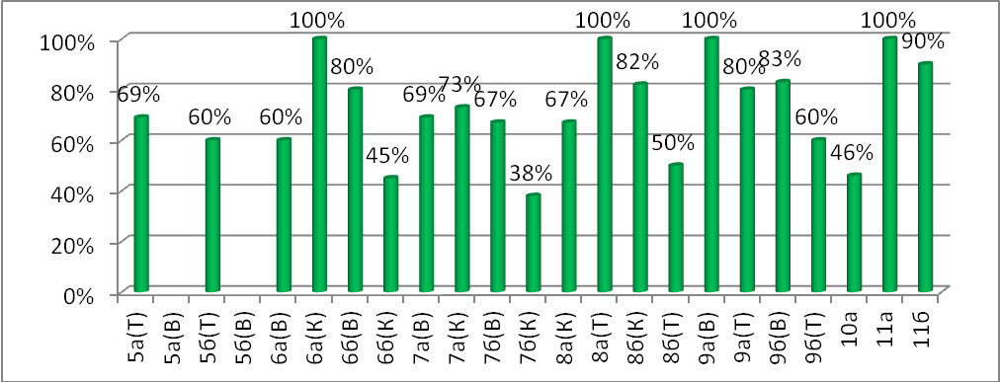 100%
80%
60%
40%
20%
0%
69%
60%
60%
100%
80%
45%
69%
73%
67%
38%
67%
100%
82%
50%
100%
80%
83%
60%
46%
100%
90%
5а(Т)
5а(В)
5б(Т)
5б(В)
6а(В)
6а(К)
6б(В)
6б(К)
7а(В)
7а(К)
7б(В)
7б(К)
8а(К)
8а(Т)
8б(К)
8б(Т)
9а(В)
9а(Т)
9б(В)
9б(Т)
10а
11а
11б